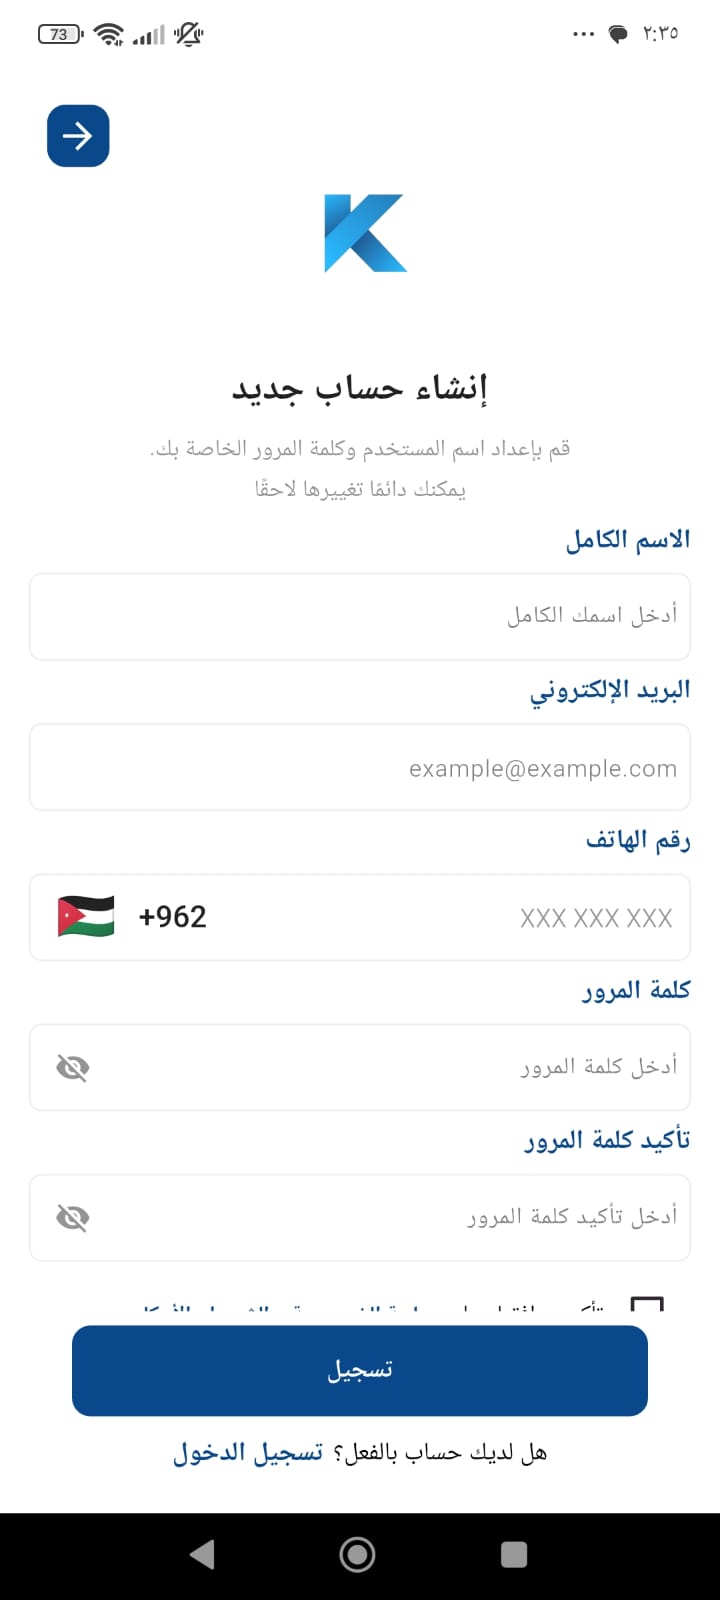 73
٢:٣٥
إنشاء حساب جديد
قم بإعداد اسم المستخدم وكلمة المرور الخاصة بك.
يمكنك دائمًا تغييرها لاحقًا
الاسم الكامل
أدخل اسمك الكامل
البريد الإلكتروني
example@example.com
رقم الهاتف
+962 XXX XXX XXX
كلمة المرور
أدخل كلمة المرور
تأكيد كلمة المرور
أدخل تأكيد كلمة المرور
تسجيل
هل لديك حساب بالفعل؟ تسجيل الدخول